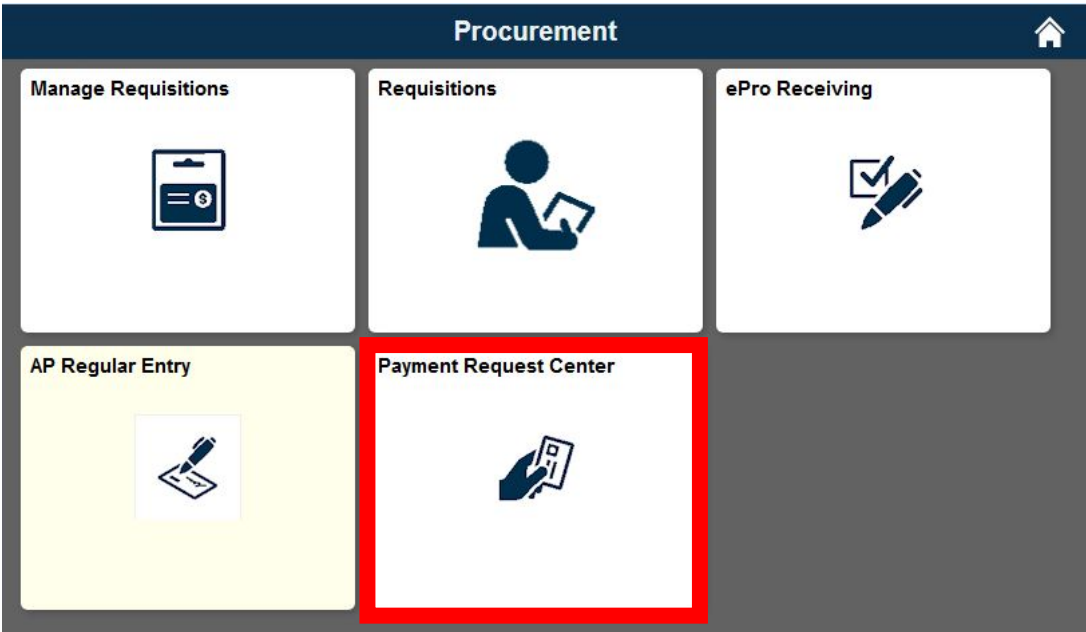 Procurement
Manage Requisitions
Requisitions
ePro Receiving
AP Regular Entry
Payment Request Center